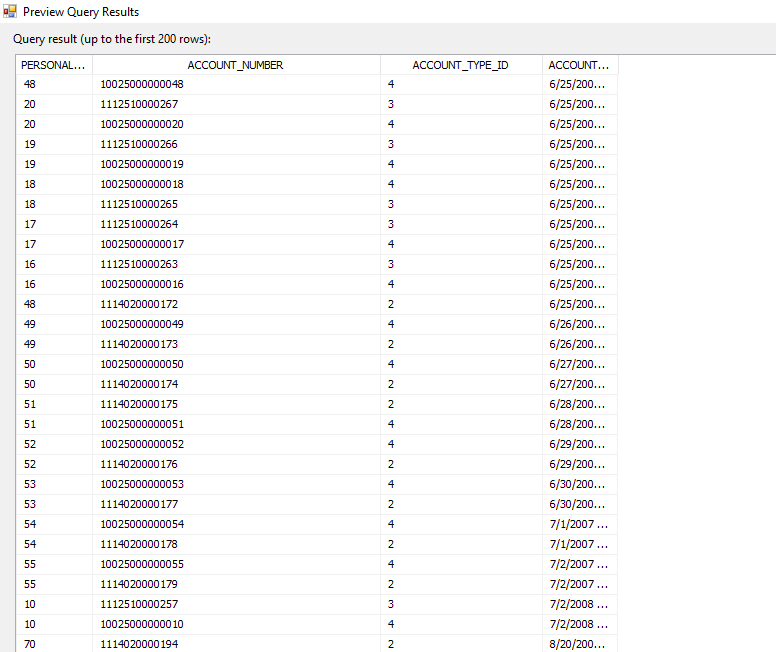 Preview Query Results
Query result (up to the first 200 rows):
PERSONAL... ACCOUNT_NUMBER ACCOUNT_TYPE_ID ACCOUNT...
48 10025000000048 4 6/25/200...
20 1112510000267 3 6/25/200...
20 10025000000020 4 6/25/200...
19 1112510000266 3 6/25/200...
19 10025000000019 4 6/25/200...
18 10025000000018 4 6/25/200...
18 1112510000265 3 6/25/200...
17 1112510000264 3 6/25/200...
17 10025000000017 4 6/25/200...
16 1112510000263 3 6/25/200...
16 10025000000016 4 6/25/200...
48 1114020000172 2 6/25/200...
49 10025000000049 4 6/26/200...
49 1114020000173 2 6/26/200...
50 10025000000050 4 6/27/200...
50 1114020000174 2 6/27/200...
51 1114020000175 2 6/28/200...
51 10025000000051 4 6/28/200...
52 10025000000052 4 6/29/200...
52 1114020000176 2 6/29/200...
53 10025000000053 4 6/30/200...
53 1114020000177 2 6/30/200...
54 10025000000054 4 7/1/2007 ...
54 1114020000178 2 7/1/2007 ...
55 10025000000055 4 7/2/2007 ...
55 1114020000179 2 7/2/2007 ...
10 1112510000257 3 7/2/2008 ...
10 10025000000010 4 7/2/2008 ...
70 1114020000194 2 8/20/200...